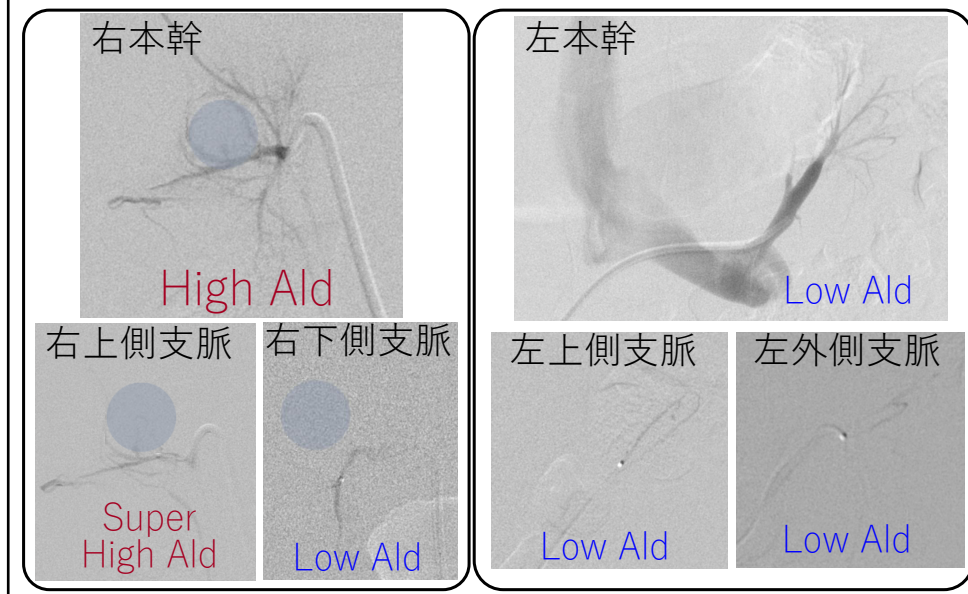 右本幹
High Ald
右上側支脈
Super
High Ald
右下側支脈
Low Ald
左本幹
Low Ald
左上側支脈
Low Ald
左外側支脈
Low Ald